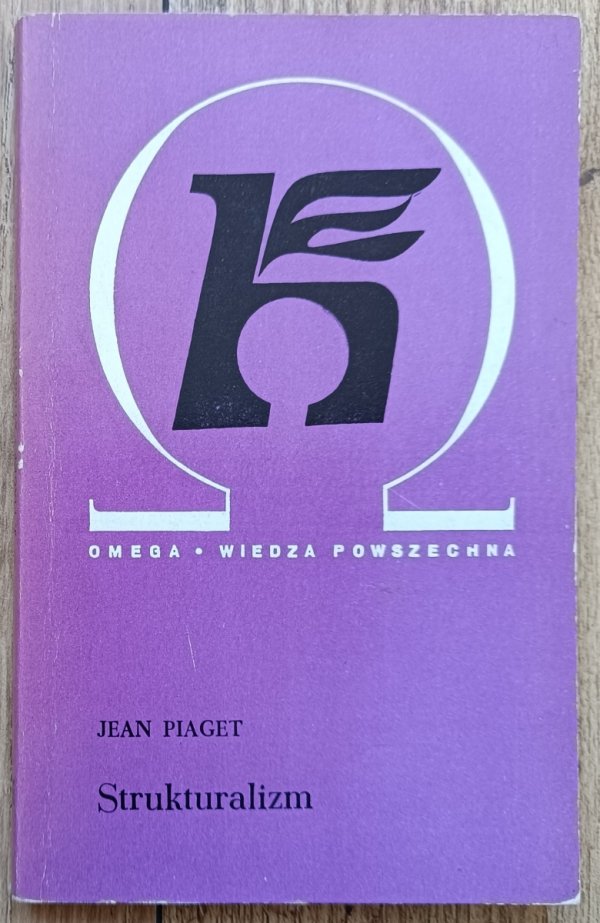 OMEGA • WIEDZA POWSZECHNA
JEAN PIAGET
Strukturalizm